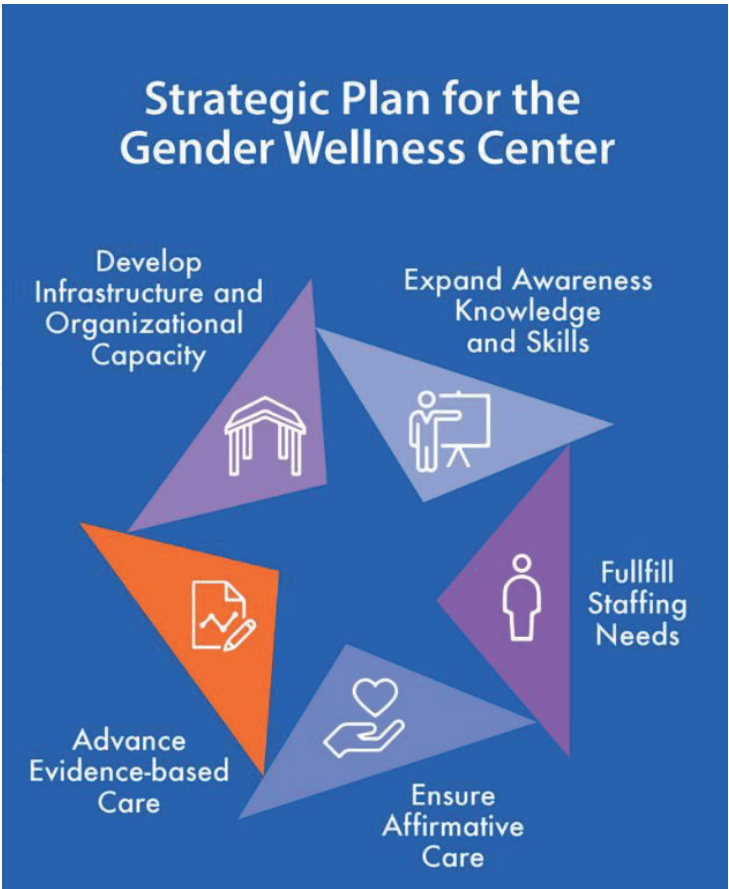 Strategic Plan for the
Gender Wellness Center
Develop
Infrastructure and
Organizational
Capacity
Expand Awareness
Knowledge
and Skills
Fullfill
Staffing
Needs
Ensure
Affirmative
Care
Advance
Evidence-based
Care